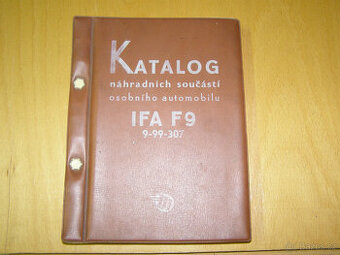 KATALOG
náhradních součástí
osobního automobilu
IFA F9
9-99-307